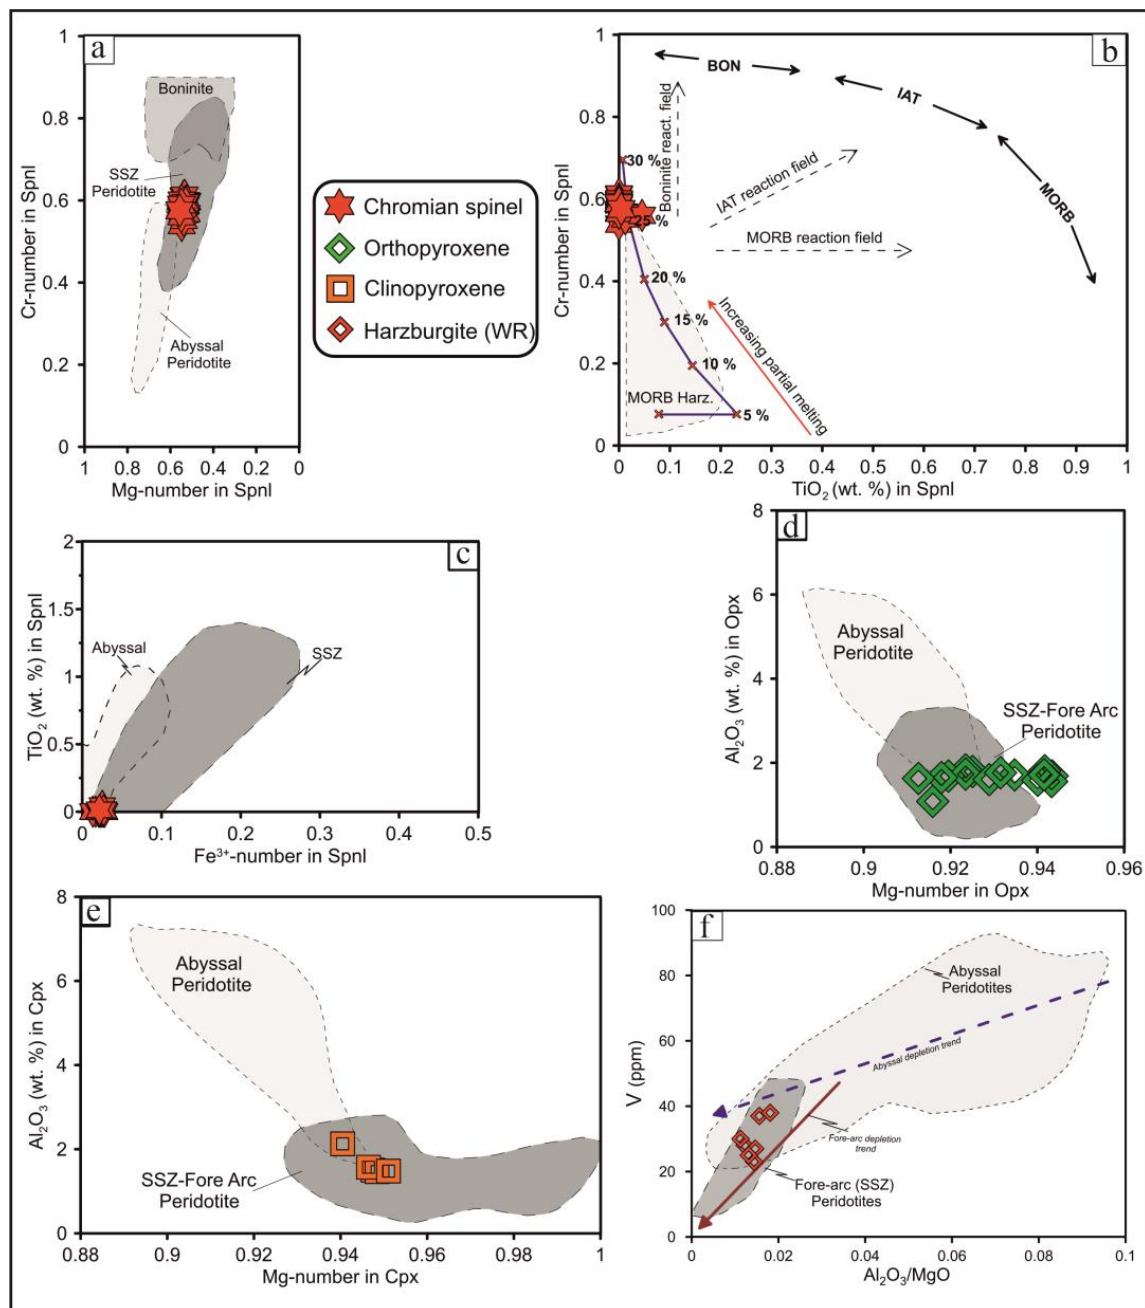 a
Cr-number in Spnl
1
0.8
0.6
0.4
0.2
0
Boninite
SSZ
Peridotite
Abyssal
Peridotite
1 0.8 0.6 0.4 0.2 0
Mg-number in Spnl
Chromian spinel
Orthopyroxene
Clinopyroxene
Harzburgite (WR)
b
Cr-number in Spnl
1
0.8
0.6
0.4
0.2
0
BON
IAT
MORB
Boninite react. field
IAT reaction field
MORB reaction field
30 %
25 %
20 %
15 %
10 %
5 %
MORB Harz.
Increasing partial melting
0 0.1 0.2 0.3 0.4 0.5 0.6 0.7 0.8 0.9 1
TiO₂ (wt. %) in Spnl
c
TiO₂ (wt. %) in Spnl
2
1.5
1
0.5
0
Abyssal
SSZ
0 0.1 0.2 0.3 0.4 0.5
Fe³⁺-number in Spnl
d
Al₂O₃ (wt. %) in Opx
8
6
4
2
0
Abyssal
Peridotite
SSZ-Fore Arc
Peridotite
0.88 0.9 0.92 0.94 0.96
Mg-number in Opx
e
Al₂O₃ (wt. %) in Cpx
8
6
4
2
0
Abyssal
Peridotite
SSZ-Fore Arc
Peridotite
0.88 0.9 0.92 0.94 0.96 0.98 1
Mg-number in Cpx
f
V (ppm)
100
80
60
40
20
0
Abyssal
Peridotites
Abyssal depletion trend
Fore-arc depletion
trend
Fore-arc (SSZ)
Peridotites
0 0.02 0.04 0.06 0.08 0.1
Al₂O₃/MgO